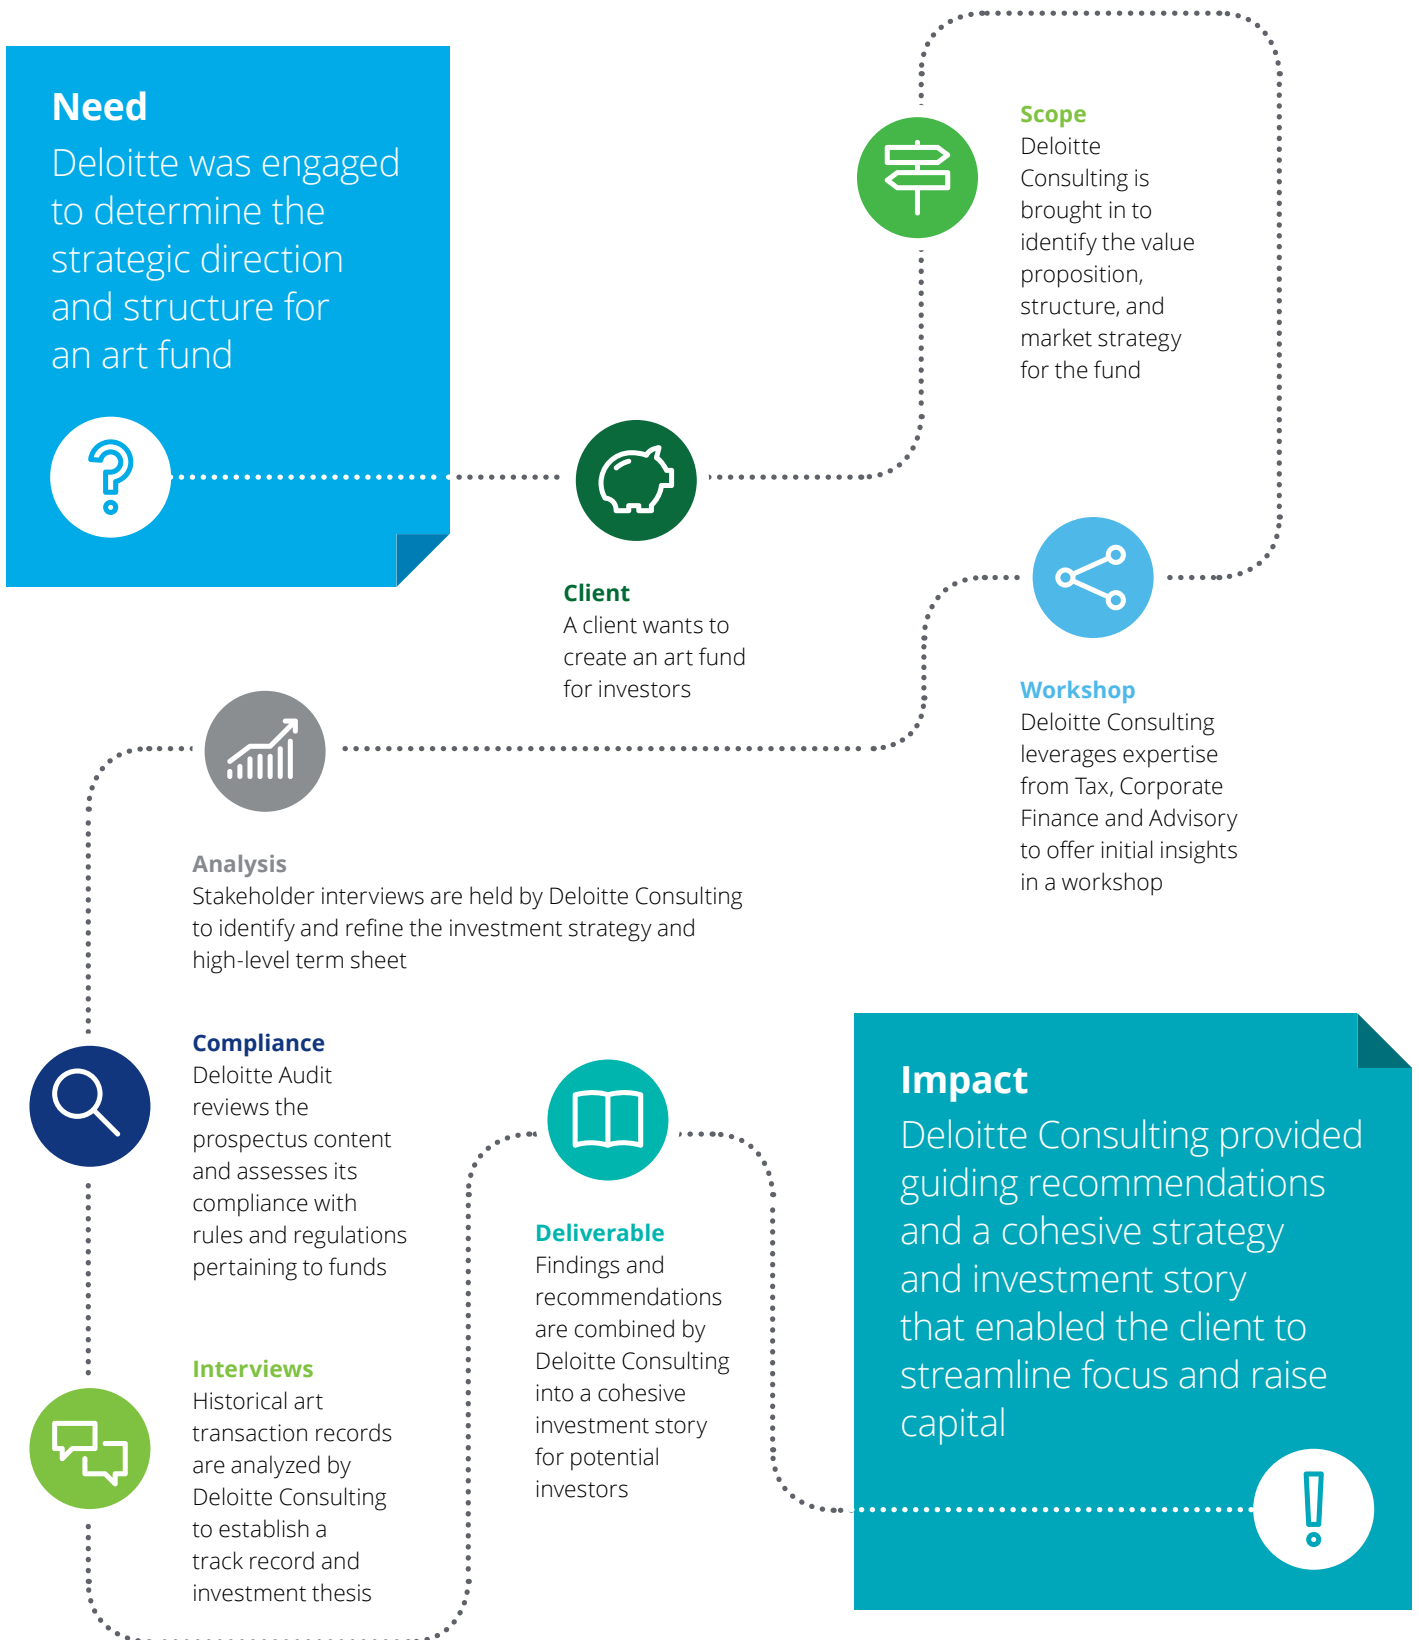 Need
Deloitte was engaged
to determine the
strategic direction
and structure for
an art fund
Client
A client wants to
create an art fund
for investors
Scope
Deloitte
Consulting is
brought in to
identify the value
proposition,
structure, and
market strategy
for the fund
Workshop
Deloitte Consulting
leverages expertise
from Tax, Corporate
Finance and Advisory
to offer initial insights
in a workshop
Analysis
Stakeholder interviews are held by Deloitte Consulting
to identify and refine the investment strategy and
high-level term sheet
Compliance
Deloitte Audit
reviews the
prospectus content
and assesses its
compliance with
rules and regulations
pertaining to funds
Interviews
Historical art
transaction records
are analyzed by
Deloitte Consulting
to establish a
track record and
investment thesis
Deliverable
Findings and
recommendations
are combined by
Deloitte Consulting
into a cohesive
investment story
for potential
investors
Impact
Deloitte Consulting provided
guiding recommendations
and a cohesive strategy
and investment story
that enabled the client to
streamline focus and raise
capital